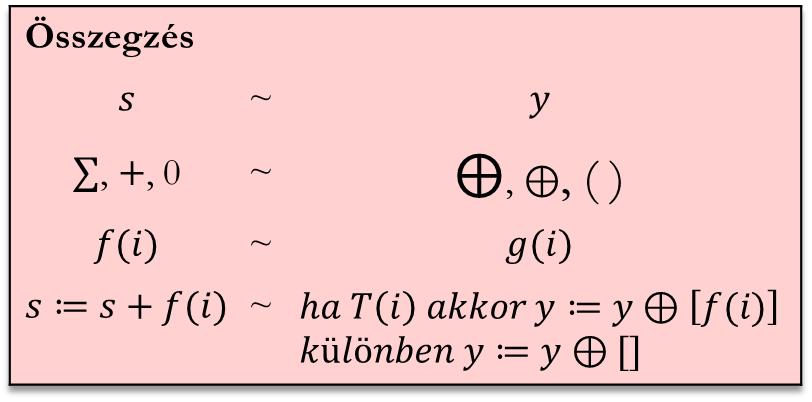 Összegzés
s ~ y
∑, +, 0 ~ ⨁, ⊕, ( )
f(i) ~ g(i)
s ≔ s + f(i) ~ ha T(i) akkor y ≔ y ⊕ [f(i)]
különben y ≔ y ⊕ []